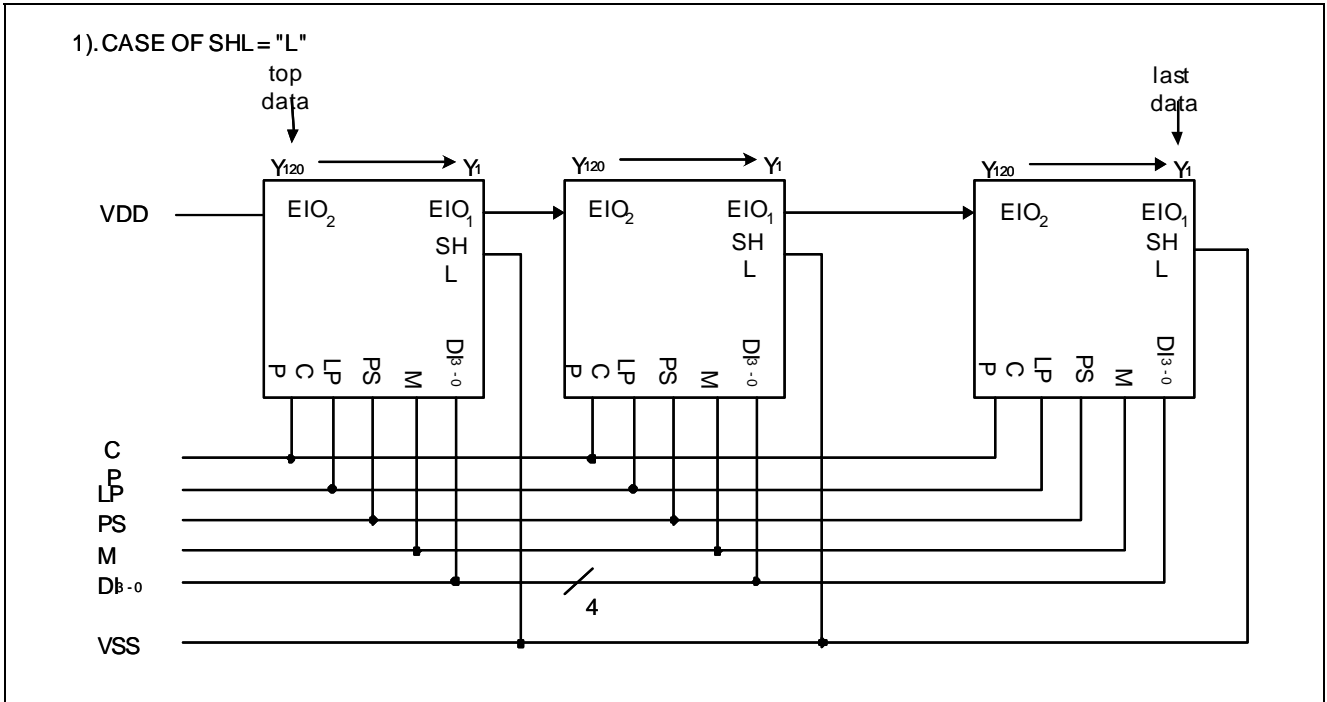 1). CASE OF SHL = "L"
top
data
last
data
Y120 Y1
Y120 Y1
Y120 Y1
VDD
EIO2 EIO1
SH
L
EIO2 EIO1
SH
L
EIO2 EIO1
SH
L
C
P LP PS M DI3-0
C
P LP PS M DI3-0
C
P LP PS M DI3-0
C
P
LP
PS
M
DI3-0
4
VSS